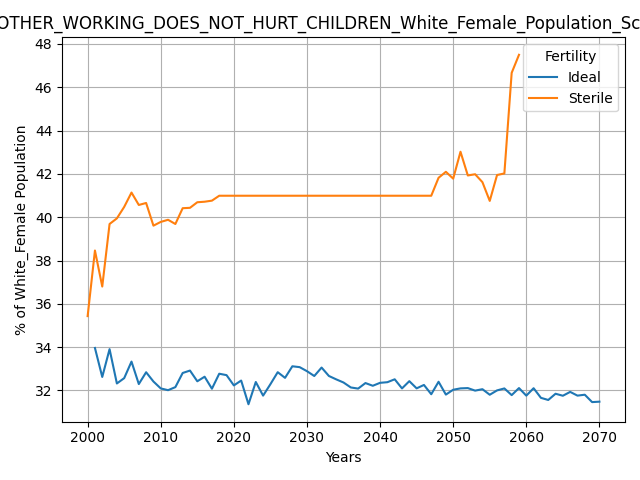 OTHER_WORKING_DOES_NOT_HURT_CHILDREN_White_Female_Population_Sc
Fertility
Ideal
Sterile
% of White_Female Population
48
46
44
42
40
38
36
34
32
2000 2010 2020 2030 2040 2050 2060 2070
Years